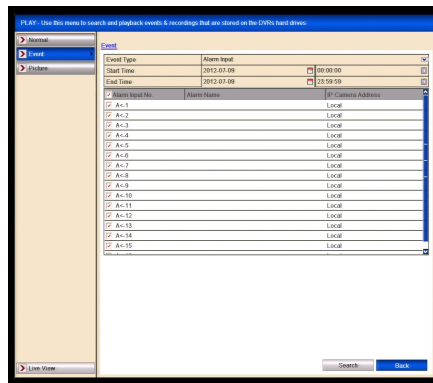 PLAY - Use this menu to search and playback events & recordings that are stored on the DVRs hard drives
Normal
Event
Picture
Event
Event Type Alarm Input
Start Time 2012-07-09 00:00:00
End Time 2012-07-09 23:59:59
Alarm Input No. Alarm Name IP Camera Address
A<-1 Local
A<-2 Local
A<-3 Local
A<-4 Local
A<-5 Local
A<-6 Local
A<-7 Local
A<-8 Local
A<-9 Local
A<-10 Local
A<-11 Local
A<-12 Local
A<-13 Local
A<-14 Local
A<-15 Local
Live View
Search Back